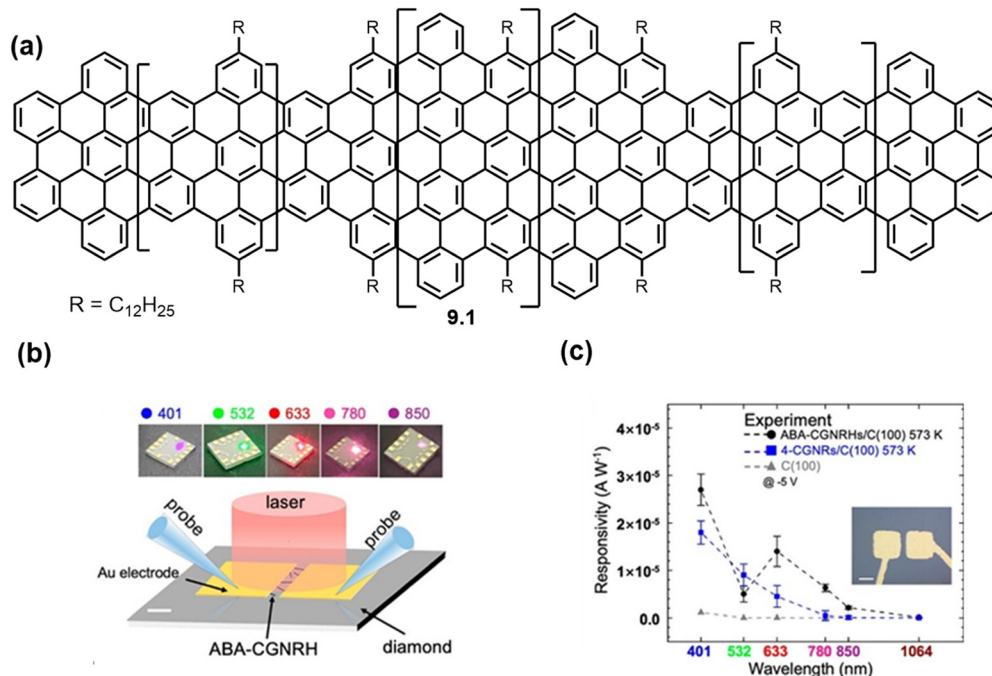 (a)
R R R R R
R R R R R
R = C₁₂H₂₅
9.1
(b)
401 532 633 780 850
laser
probe
probe
Au electrode
ABA-CGNRH
diamond
(c)
Experiment
ABA-CGNRHs/C(100) 573 K
4-CGNRs/C(100) 573 K
C(100)
@ -5 V
Responsivity (A W⁻¹)
4×10⁻⁵
3×10⁻⁵
2×10⁻⁵
1×10⁻⁵
0.0
401 532 633 780 850 1064
Wavelength (nm)